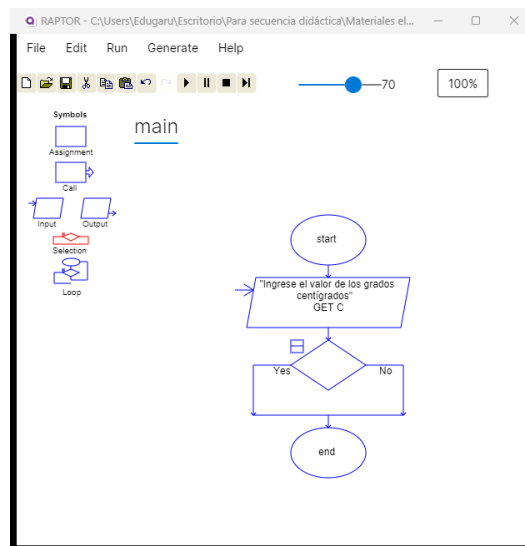 RAPTOR - C:\Users\Edugaru\Escritorio\Para secuencia didáctica\Materiales el...
File Edit Run Generate Help
70 100%
Symbols
Assignment
Call
Input Output
Selection
Loop
main
start
"Ingrese el valor de los grados
centígrados"
GET C
Yes No
end